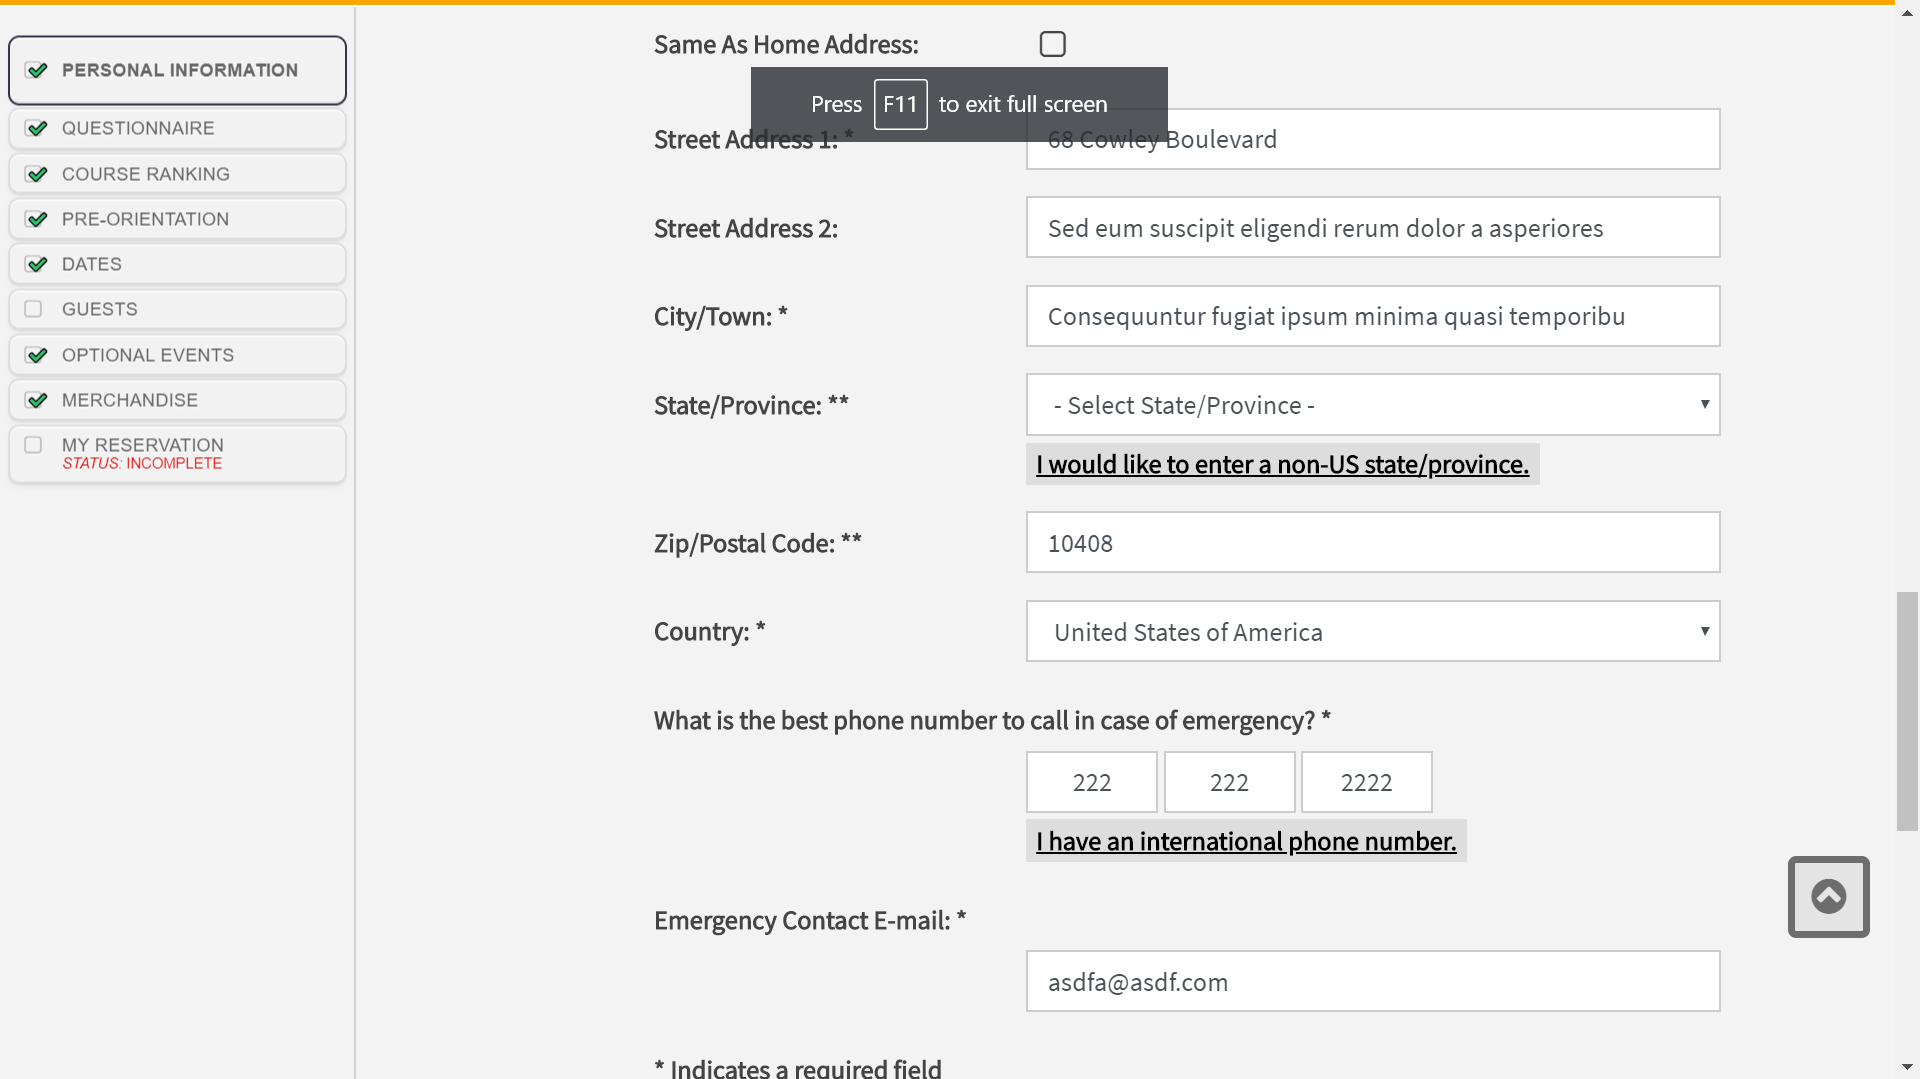 PERSONAL INFORMATION
QUESTIONNAIRE
COURSE RANKING
PRE-ORIENTATION
DATES
GUESTS
OPTIONAL EVENTS
MERCHANDISE
MY RESERVATION
STATUS: INCOMPLETE
Same As Home Address:
Press F11 to exit full screen
Street Address 1: *
68 Cowley Boulevard
Street Address 2:
Sed eum suscipit eligendi rerum dolor a asperiores
City/Town: *
Consequuntur fugiat ipsum minima quasi temporibu
State/Province: **
- Select State/Province -
I would like to enter a non-US state/province.
Zip/Postal Code: **
10408
Country: *
United States of America
What is the best phone number to call in case of emergency? *
222 222 2222
I have an international phone number.
Emergency Contact E-mail: *
asdfa@asdf.com
* Indicates a required field